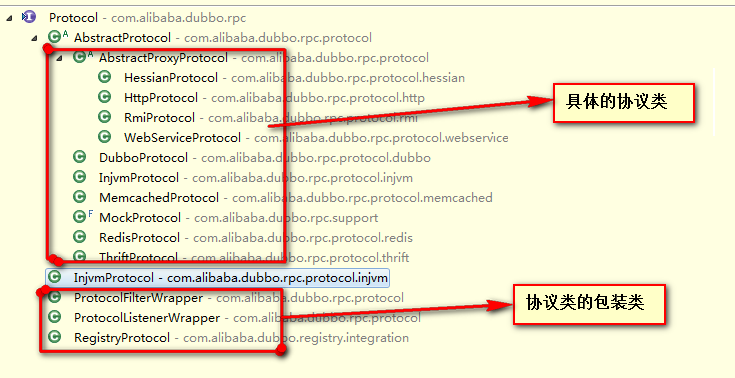 Protocol - com.alibaba.dubbo.rpc
A AbstractProtocol - com.alibaba.dubbo.rpc.protocol
A AbstractProxyProtocol - com.alibaba.dubbo.rpc.protocol
HessianProtocol - com.alibaba.dubbo.rpc.protocol.hessian
HttpProtocol - com.alibaba.dubbo.rpc.protocol.http
RmiProtocol - com.alibaba.dubbo.rpc.protocol.rmi
WebServiceProtocol - com.alibaba.dubbo.rpc.protocol.webservice
DubboProtocol - com.alibaba.dubbo.rpc.protocol.dubbo
InjvmProtocol - com.alibaba.dubbo.rpc.protocol.injvm
MemcachedProtocol - com.alibaba.dubbo.rpc.protocol.memcached
F MockProtocol - com.alibaba.dubbo.rpc.support
RedisProtocol - com.alibaba.dubbo.rpc.protocol.redis
ThriftProtocol - com.alibaba.dubbo.rpc.protocol.thrift
InjvmProtocol - com.alibaba.dubbo.rpc.protocol.injvm
ProtocolFilterWrapper - com.alibaba.dubbo.rpc.protocol
ProtocolListenerWrapper - com.alibaba.dubbo.rpc.protocol
RegistryProtocol - com.alibaba.dubbo.registry.integration
具体的协议类
协议类的包装类